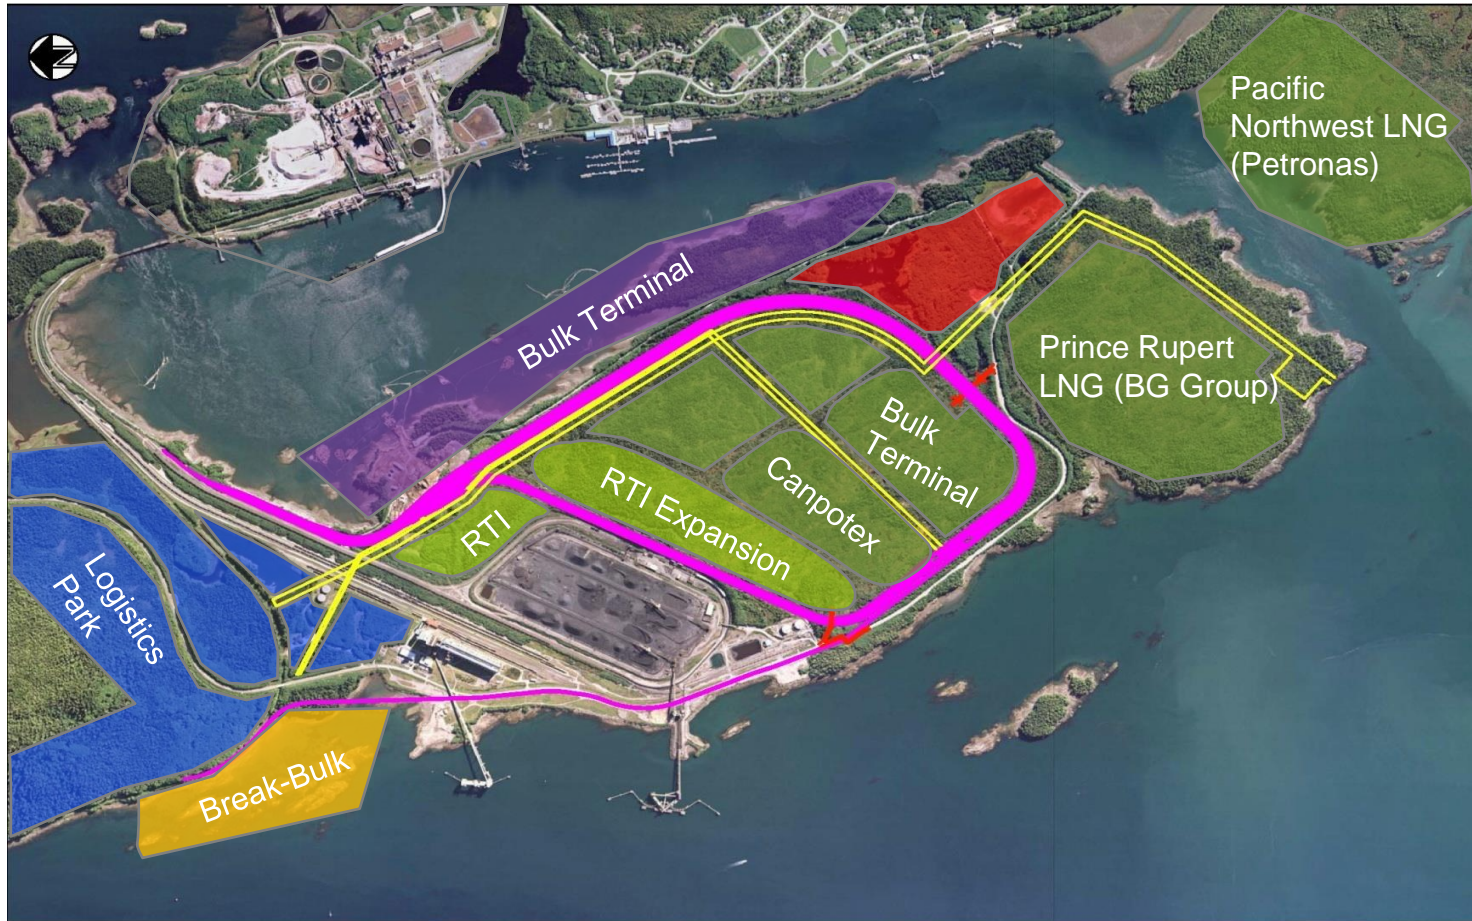 Z
Pacific
Northwest LNG
(Petronas)
Bulk Terminal
Prince Rupert
LNG (BG Group)
Bulk
Terminal
Canpotex
RTI Expansion
RTI
Logistics
Park
Break-Bulk